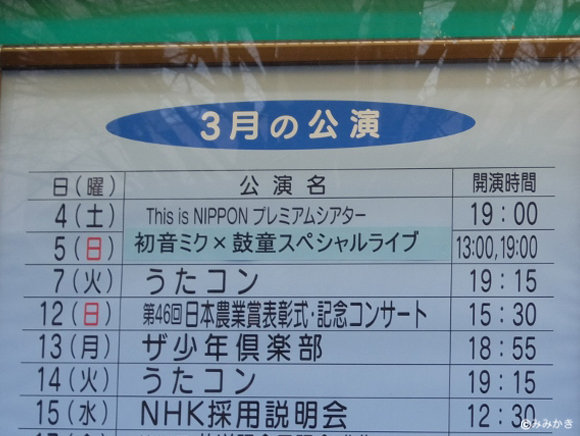 3月の公演
日(曜) 公演名 開演時間
4(土) This is NIPPON プレミアムシアター 19:00
5(日) 初音ミク×鼓童スペシャルライブ 13:00,19:00
7(火) うたコン 19:15
12(日) 第46回日本農業賞表彰式・記念コンサート 15:30
13(月) ザ少年倶楽部 18:55
14(火) うたコン 19:15
15(水) NHK採用説明会 12:30
©みみかき